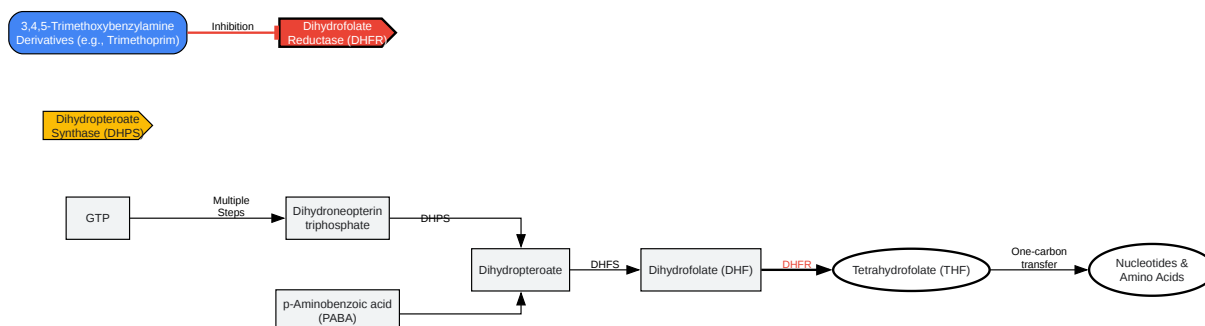 3,4,5-Trimethoxybenzylamine
Derivatives (e.g., Trimethoprim)
Inhibition
Dihydrofolate
Reductase (DHFR)
Dihydropteroate
Synthase (DHPS)
GTP
Multiple
Steps
Dihydroneopterin
triphosphate
DHPS
Dihydropteroate
DHFS
Dihydrofolate (DHF)
DHFR
Tetrahydrofolate (THF)
One-carbon
transfer
Nucleotides &
Amino Acids
p-Aminobenzoic acid
(PABA)